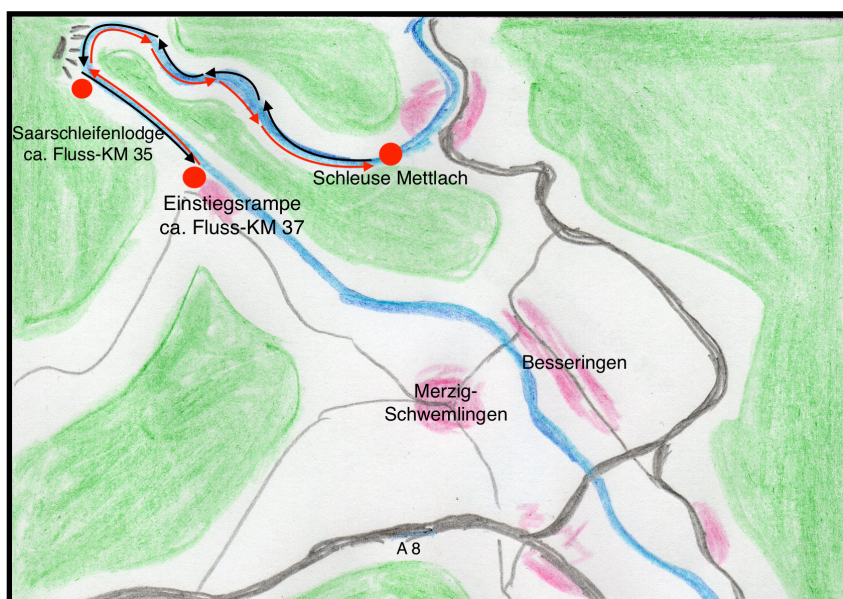 Saarschleifenlodge
ca. Fluss-KM 35
Schleuse Mettlach
Einstiegsrampe
ca. Fluss-KM 37
Besseringen
Merzig-
Schwemlingen
A 8